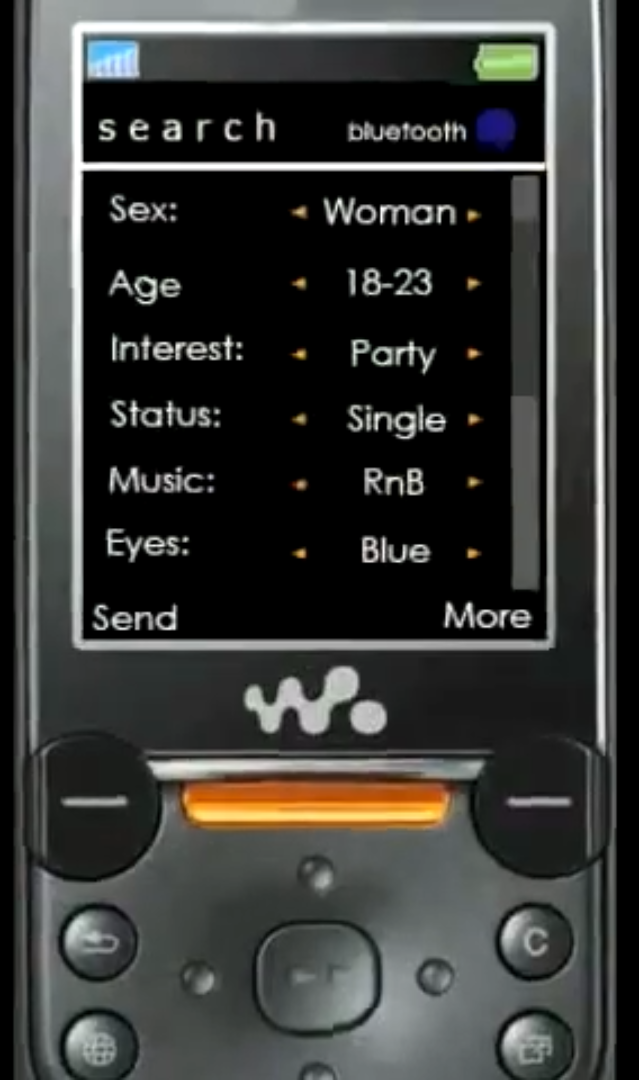 search bluetooth
Sex: Woman
Age 18-23
Interest: Party
Status: Single
Music: RnB
Eyes: Blue
Send More
C